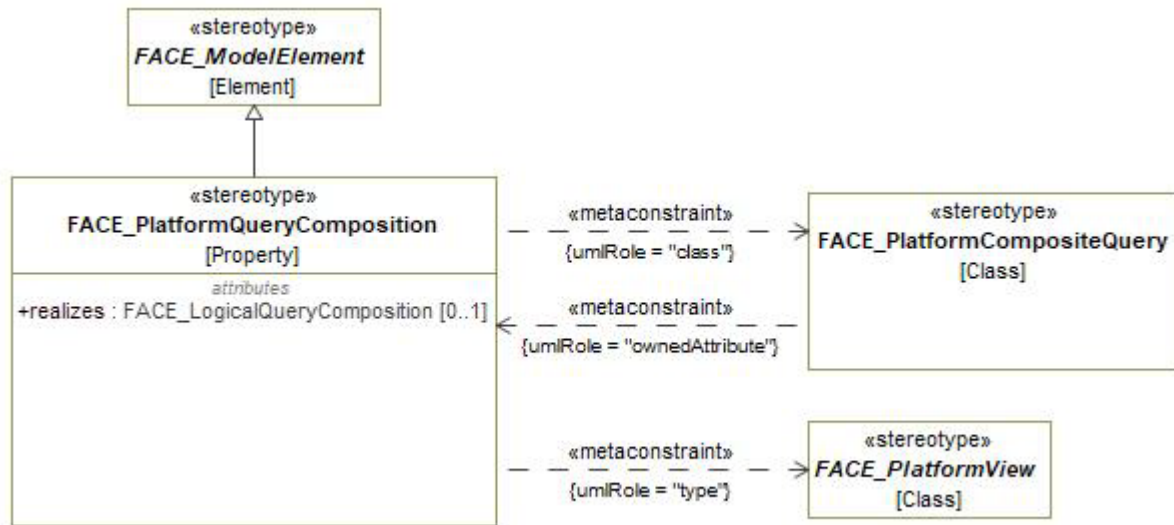 «stereotype»
FACE_ModelElement
[Element]
«stereotype»
FACE_PlatformQueryComposition
[Property]
attributes
+realizes : FACE_LogicalQueryComposition [0..1]
«metaconstraint»
{umlRole = "class"}
«stereotype»
FACE_PlatformCompositeQuery
[Class]
«metaconstraint»
{umlRole = "ownedAttribute"}
«metaconstraint»
{umlRole = "type"}
«stereotype»
FACE_PlatformView
[Class]